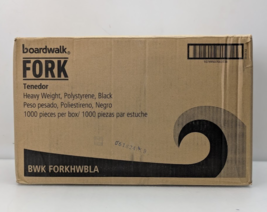 boardwalk
FORK
Tenedor
Heavy Weight, Polystyrene, Black
Peso pesado, Poliestireno, Negro
1000 pieces per box/ 1000 piezas par estuche
BWK FORKHWBLA